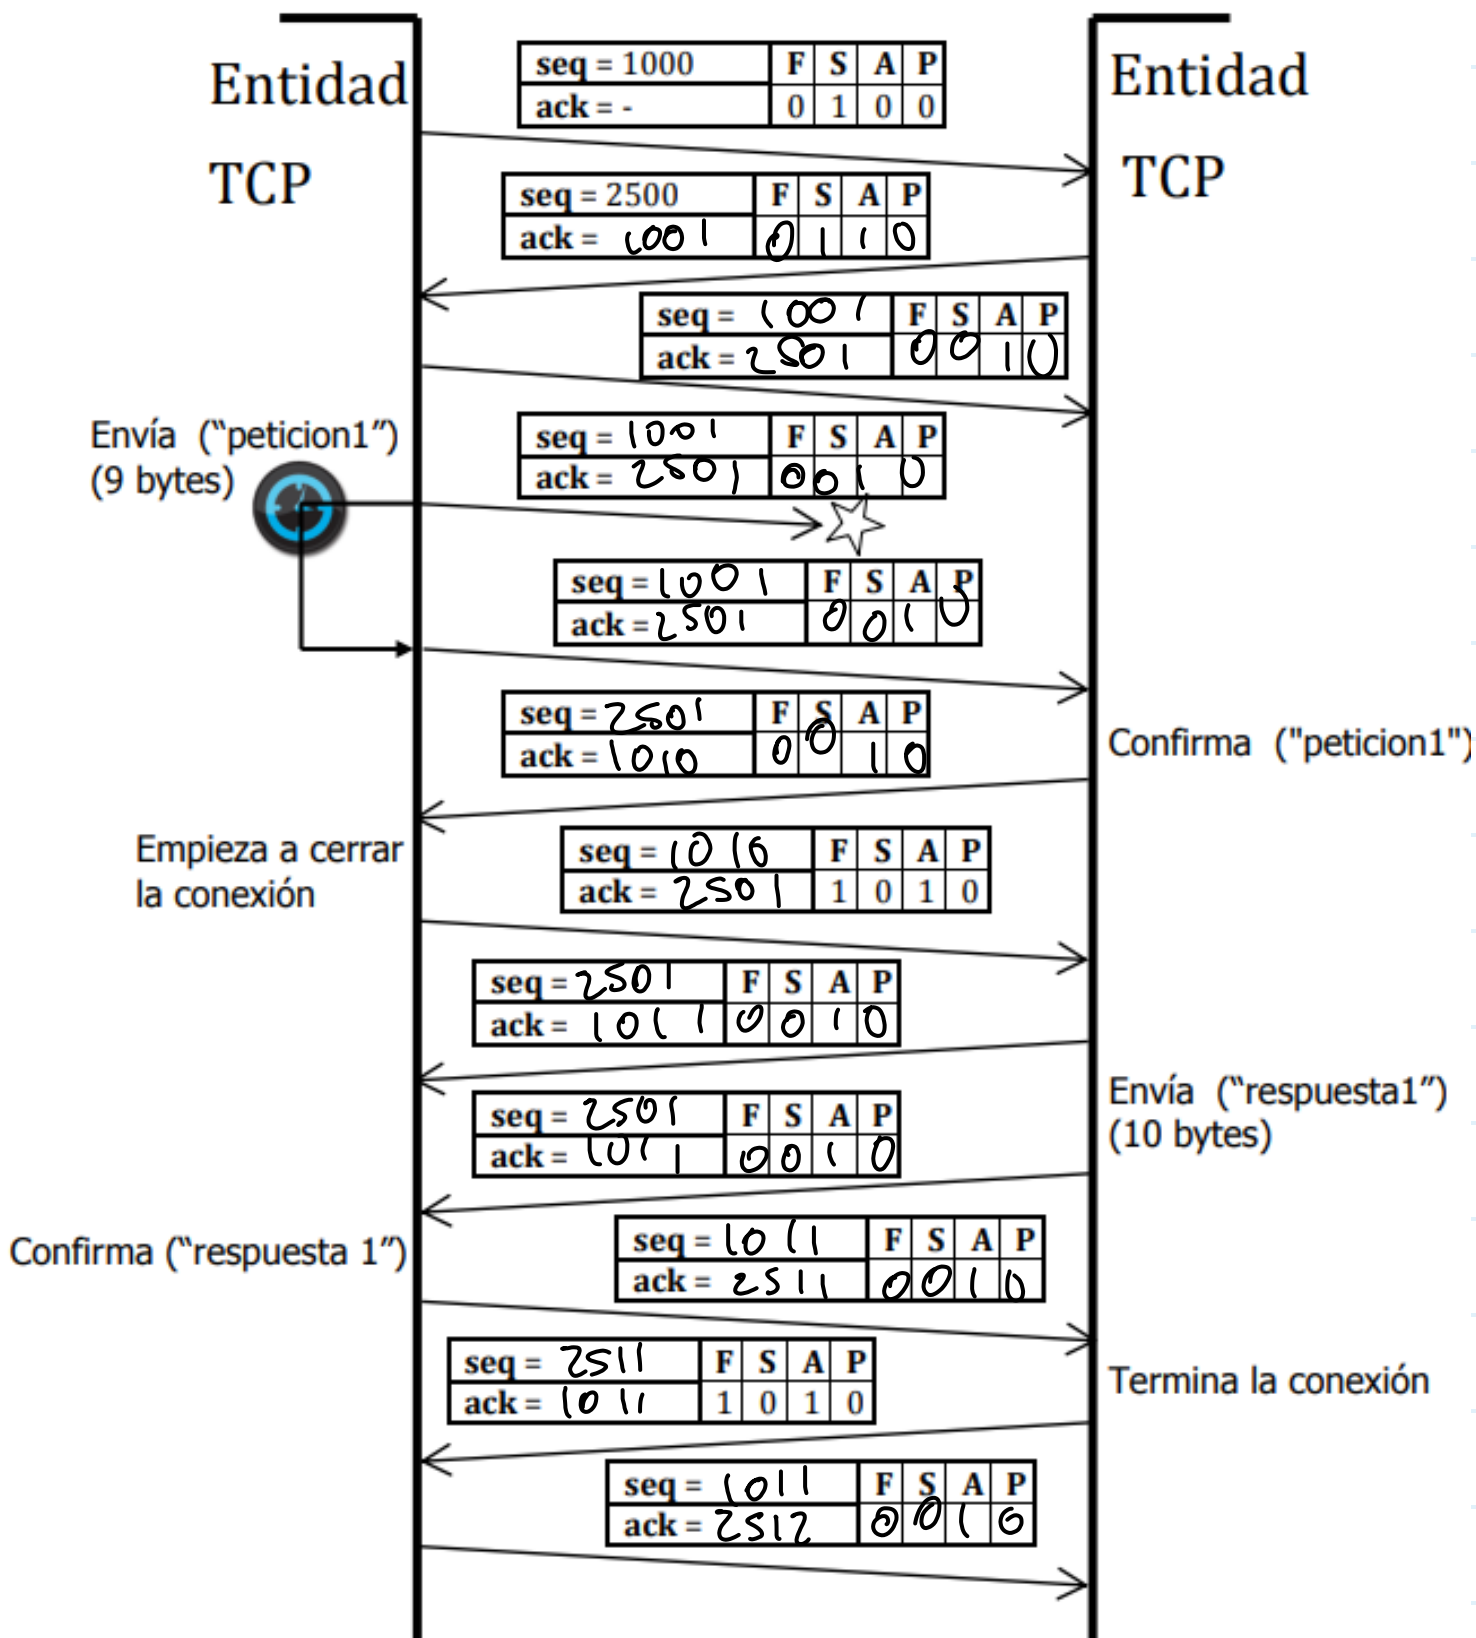 Entidad
TCP
Entidad
TCP
seq = 1000 F S A P
ack = - 0 1 0 0
seq = 2500 F S A P
ack = 1001 0 1 1 0
seq = 1001 F S A P
ack = 2501 0 0 1 0
Envía ("peticion1")
(9 bytes)
seq = 1001 F S A P
ack = 2501 0 0 1 0
seq = 1001 F S A P
ack = 2501 0 0 1 0
seq = 2501 F S A P
ack = 1010 0 0 1 0
Confirma ("peticion1")
Empieza a cerrar
la conexión
seq = 1010 F S A P
ack = 2501 1 0 1 0
seq = 2501 F S A P
ack = 1011 0 0 1 0
Envía ("respuesta1")
(10 bytes)
seq = 2501 F S A P
ack = 1011 0 0 1 0
Confirma ("respuesta 1")
seq = 1011 F S A P
ack = 2511 0 0 1 0
Termina la conexión
seq = 2511 F S A P
ack = 1011 1 0 1 0
seq = 1011 F S A P
ack = 2512 0 0 1 0